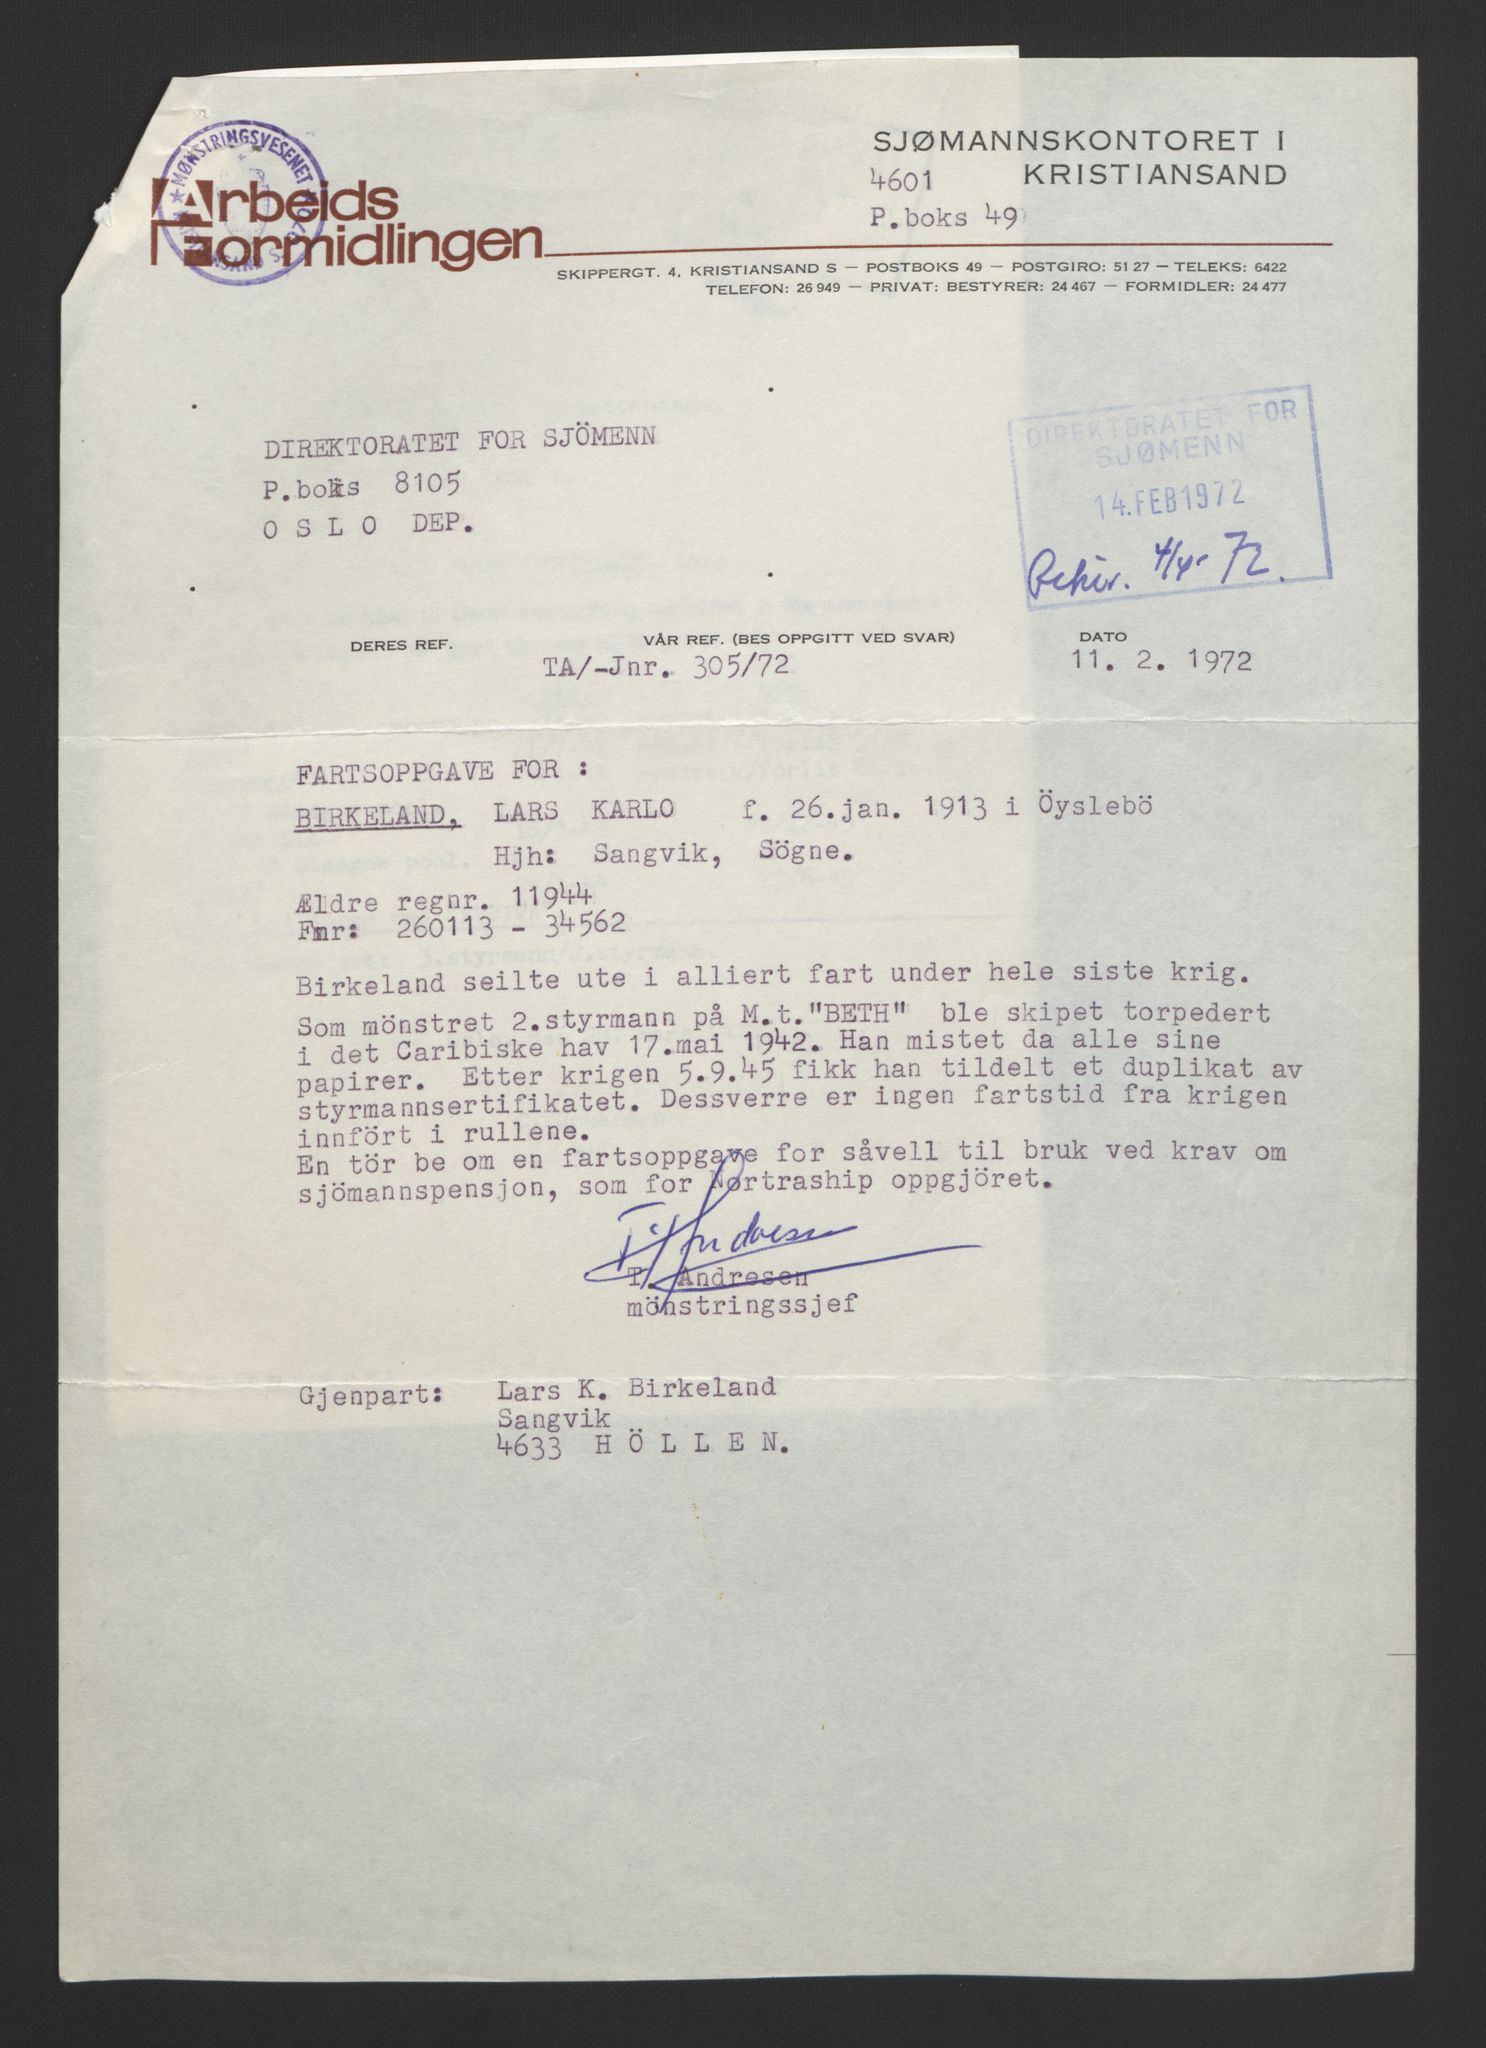 SJØMANNSKONTORET I
KRISTIANSAND
4601
P.boks 49
MØNSTRINGSVESENET
Arbeids
Formidlingen
SKIPPERGT. 4, KRISTIANSAND S — POSTBOKS 49 — POSTGIRO: 51 27 — TELEKS: 6422
TELEFON: 26 949 — PRIVAT: BESTYRER: 24 467 — FORMIDLER: 24 477
DIREKTORATET FOR SJÖMENN
P.boks 8105
O S L O DEP.
DIREKTORATET FOR
SJØMENN
14.FEB1972
72.
DERES REF.
VÅR REF. (BES OPPGITT VED SVAR)
DATO
TA/-Jnr. 305/72
11. 2. 1972
FARTSOPPGAVE FOR :
BIRKELAND, LARS KARLO f. 26.jan. 1913 i Öyslebö
Hjh: Sangvik, Sögne.
Ældre regnr. 11944
Fnr: 260113 - 34562
Birkeland seilte ute i alliert fart under hele siste krig.
Som mönstret 2.styrmann på M.t."BETH" ble skipet torpedert
i det Caribiske hav 17.mai 1942. Han mistet da alle sine
papirer. Etter krigen 5.9.45 fikk han tildelt et duplikat av
styrmannsertifikatet. Dessverre er ingen fartstid fra krigen
innfört i rullene.
En tör be om en fartsoppgave for såvell til bruk ved krav om
sjömannspensjon, som for Nortraship oppgjöret.
T. Andresen
mönstringssjef
Gjenpart: Lars K. Birkeland
Sangvik
4633 H Ö L L E N.